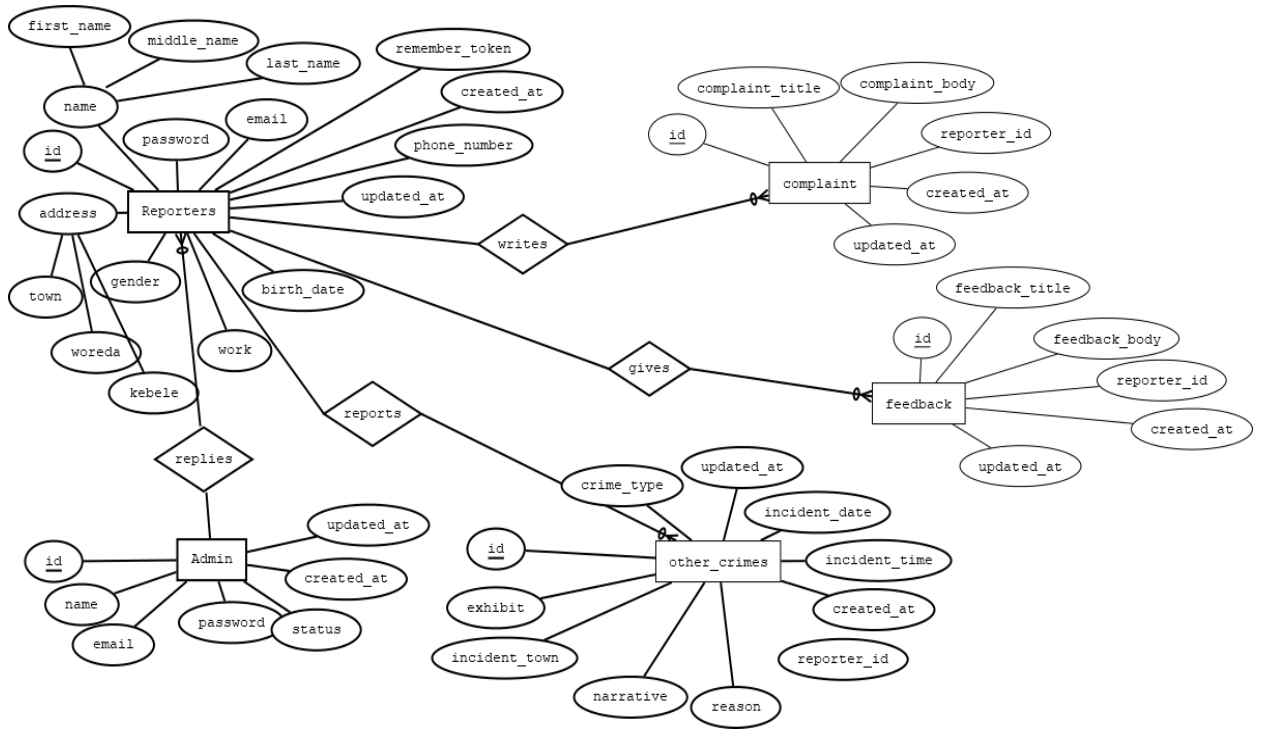 first_name
middle_name
remember_token
last_name
complaint_title
complaint_body
created_at
name
email
id
reporter_id
password
phone_number
id
complaint
created_at
updated_at
address
Reporters
writes
updated_at
gender
birth_date
town
feedback_title
id
feedback_body
woreda
work
gives
reporter_id
kebele
reports
feedback
created_at
replies
updated_at
crime_type
updated_at
incident_date
updated_at
id
Admin
id
other_crimes
incident_time
created_at
name
exhibit
created_at
password
status
email
incident_town
reporter_id
narrative
reason